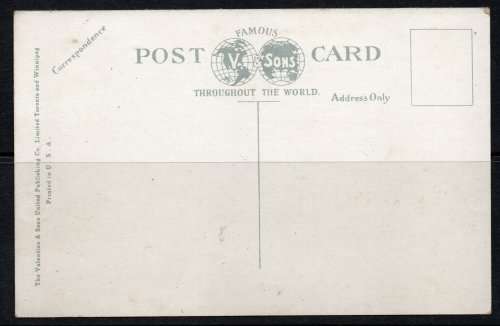 FAMOUS
POST V. SONS CARD
THROUGHOUT THE WORLD.
Correspondence
Address Only
The Valentine & Sons United Publishing Co. Limited Toronto and Winnipeg
Printed in U. S. A.